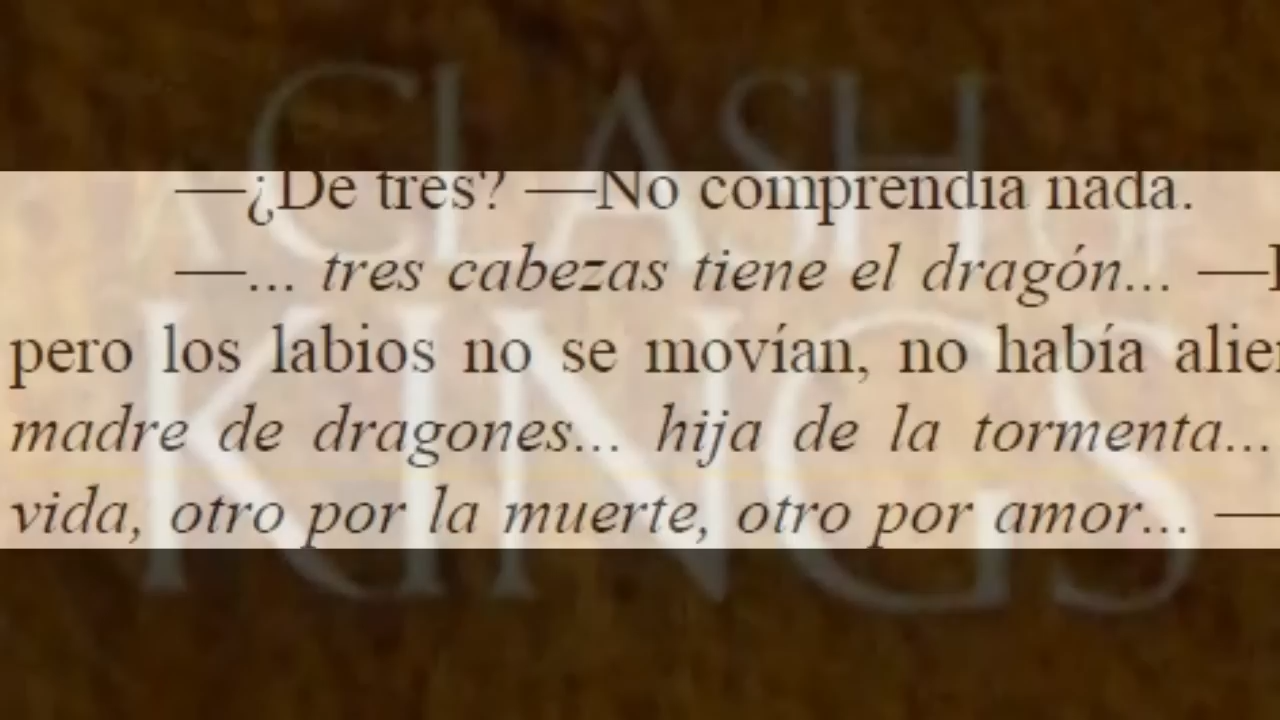 A CLASH OF
KINGS
—¿De tres? —No comprendía nada.
—... tres cabezas tiene el dragón... —
pero los labios no se movían, no había
madre de dragones... hija de la tormenta...
vida, otro por la muerte, otro por amor... —